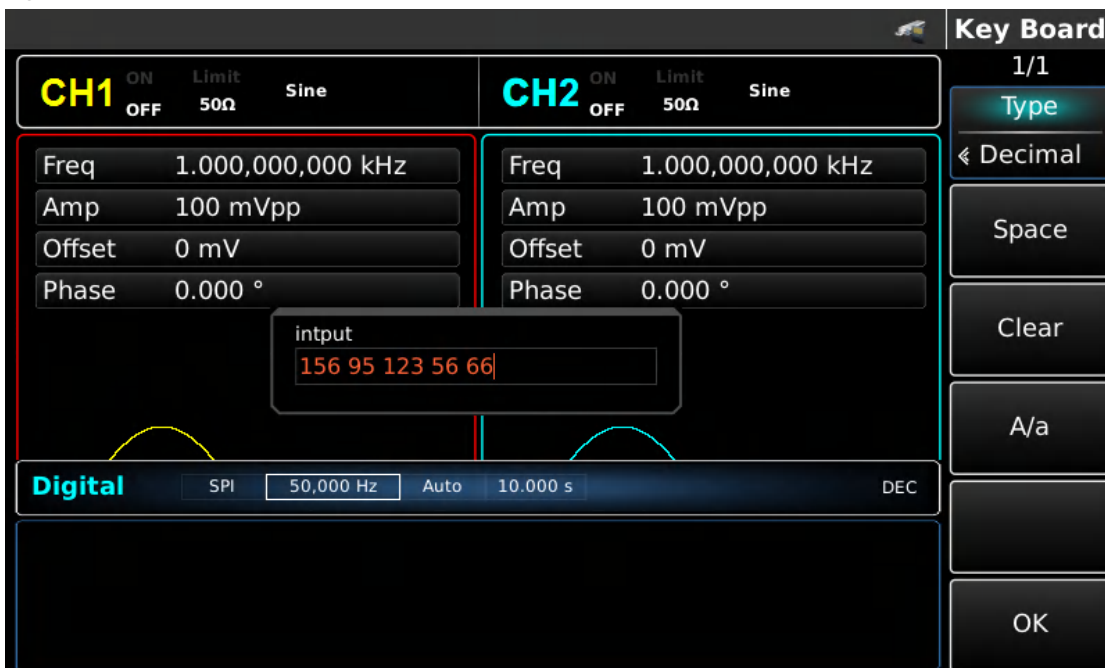 Key Board
1/1
CH1 ON OFF Limit 50Ω Sine
CH2 ON OFF Limit 50Ω Sine
Type
« Decimal
Freq 1.000,000,000 kHz
Amp 100 mVpp
Offset 0 mV
Phase 0.000 °
Freq 1.000,000,000 kHz
Amp 100 mVpp
Offset 0 mV
Phase 0.000 °
intput
156 95 123 56 66
Digital SPI 50,000 Hz Auto 10.000 s DEC
Space
Clear
A/a
OK